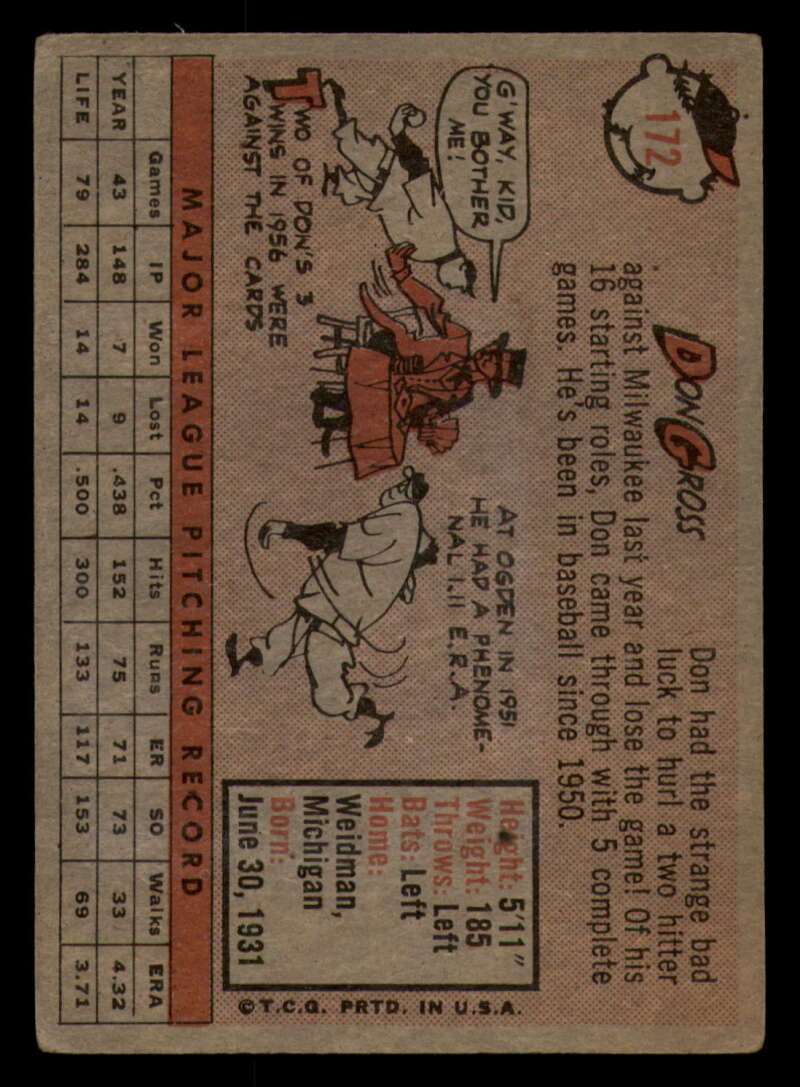 172
DON GROSS
Don had the strange bad
luck to hurl a two hitter
against Milwaukee last year and lose the game! Of his
16 starting roles, Don came through with 5 complete
games. He's been in baseball since 1950.
G'WAY, KID,
YOU BOTHER
ME!
TWO OF DON'S 3
WINS IN 1956 WERE
AGAINST THE CARDS
AT OGDEN IN 1951
HE HAD A PHENOME-
NAL 1.11 E.R.A.
Height: 5'11"
Weight: 185
Throws: Left
Bats: Left
Home:
Weidman,
Michigan
Born:
June 30, 1931
© T.C.G. PRTD. IN U.S.A.
MAJOR LEAGUE PITCHING RECORD
Games IP Won Lost Pct Hits Runs ER SO Walks ERA
YEAR 43 148 7 9 .438 152 75 71 73 33 4.32
LIFE 79 284 14 14 .500 300 133 117 153 69 3.71